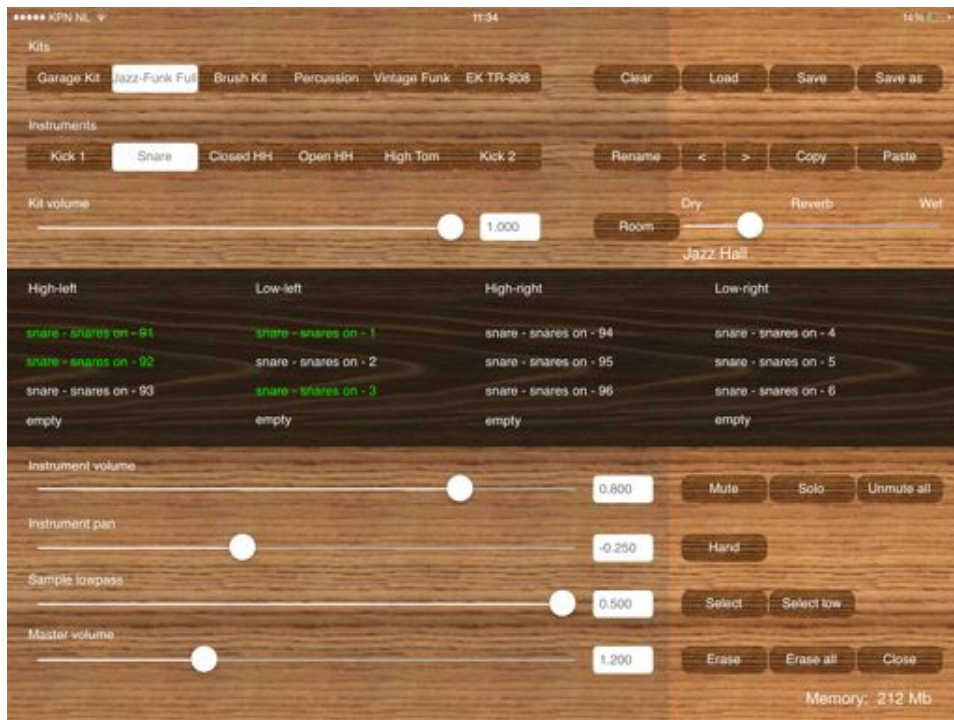 KPN NL 11:34 14%
Kits
Garage Kit Jazz-Funk Full Brush Kit Percussion Vintage Funk EK TR-808 Clear Load Save Save as
Instruments
Kick 1 Snare Closed HH Open HH High Tom Kick 2 Rename < > Copy Paste
Kit volume Dry Reverb Wet
1.000 Room
Jazz Hall
High-left Low-left High-right Low-right
snare - snares on - 91 snare - snares on - 1 snare - snares on - 94 snare - snares on - 4
snare - snares on - 92 snare - snares on - 2 snare - snares on - 95 snare - snares on - 5
snare - snares on - 93 snare - snares on - 3 snare - snares on - 96 snare - snares on - 6
empty empty empty empty
Instrument volume
0.800 Mute Solo Unmute all
Instrument pan
-0.250 Hand
Sample lowpass
0.500 Select Select low
Master volume
1.200 Erase Erase all Close
Memory: 212 Mb